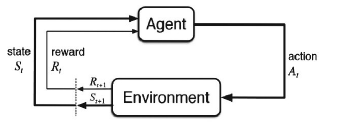 Agent
state
S_t
reward
R_t
action
A_t
R_{t+1}
S_{t+1}
Environment